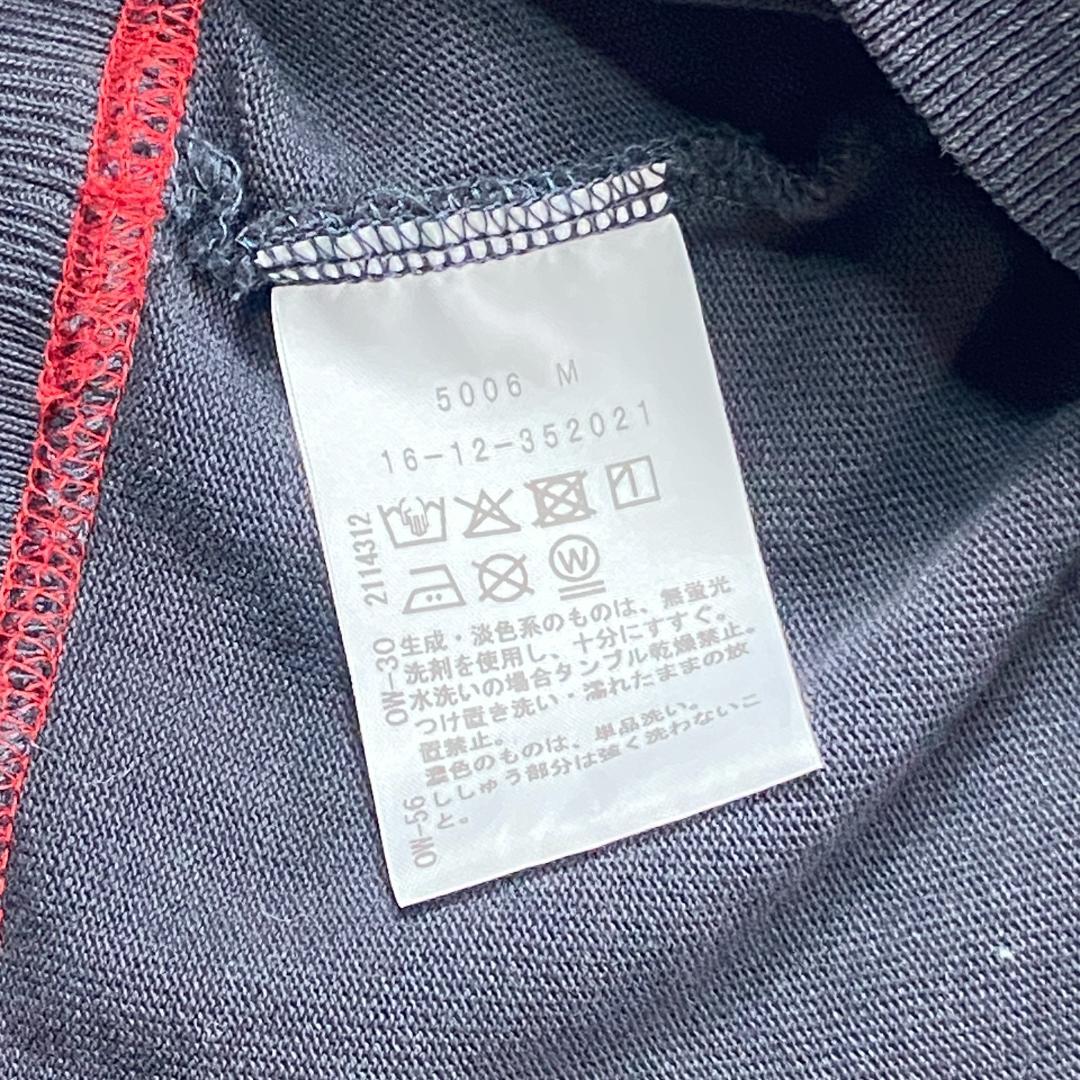 5006 M
16-12-352021
W
2114312
OW-30
OW-56
生成・淡色系のものは、無蛍光
洗剤を使用し、十分にすすぐ。
水洗いの場合タンブル乾燥禁止。
つけ置き洗い・濡れたままの放
置禁止。
濃色のものは、単品洗い。
ししゅう部分は強く洗わないこ
と。